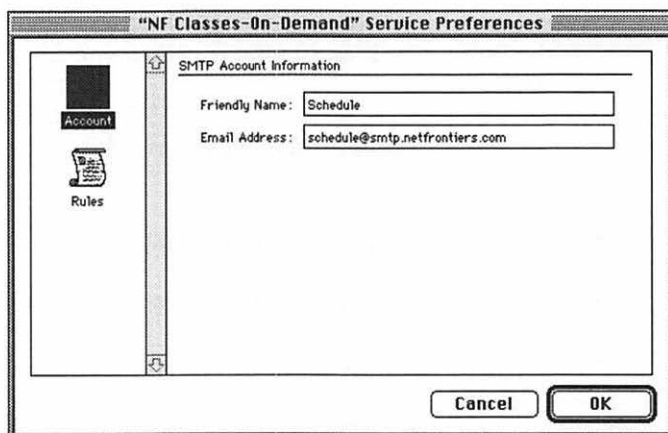 “NF Classes-On-Demand” Service Preferences
SMTP Account Information
Account
Friendly Name: Schedule
Email Address: schedule@smtp.netfrontiers.com
Rules
Cancel OK